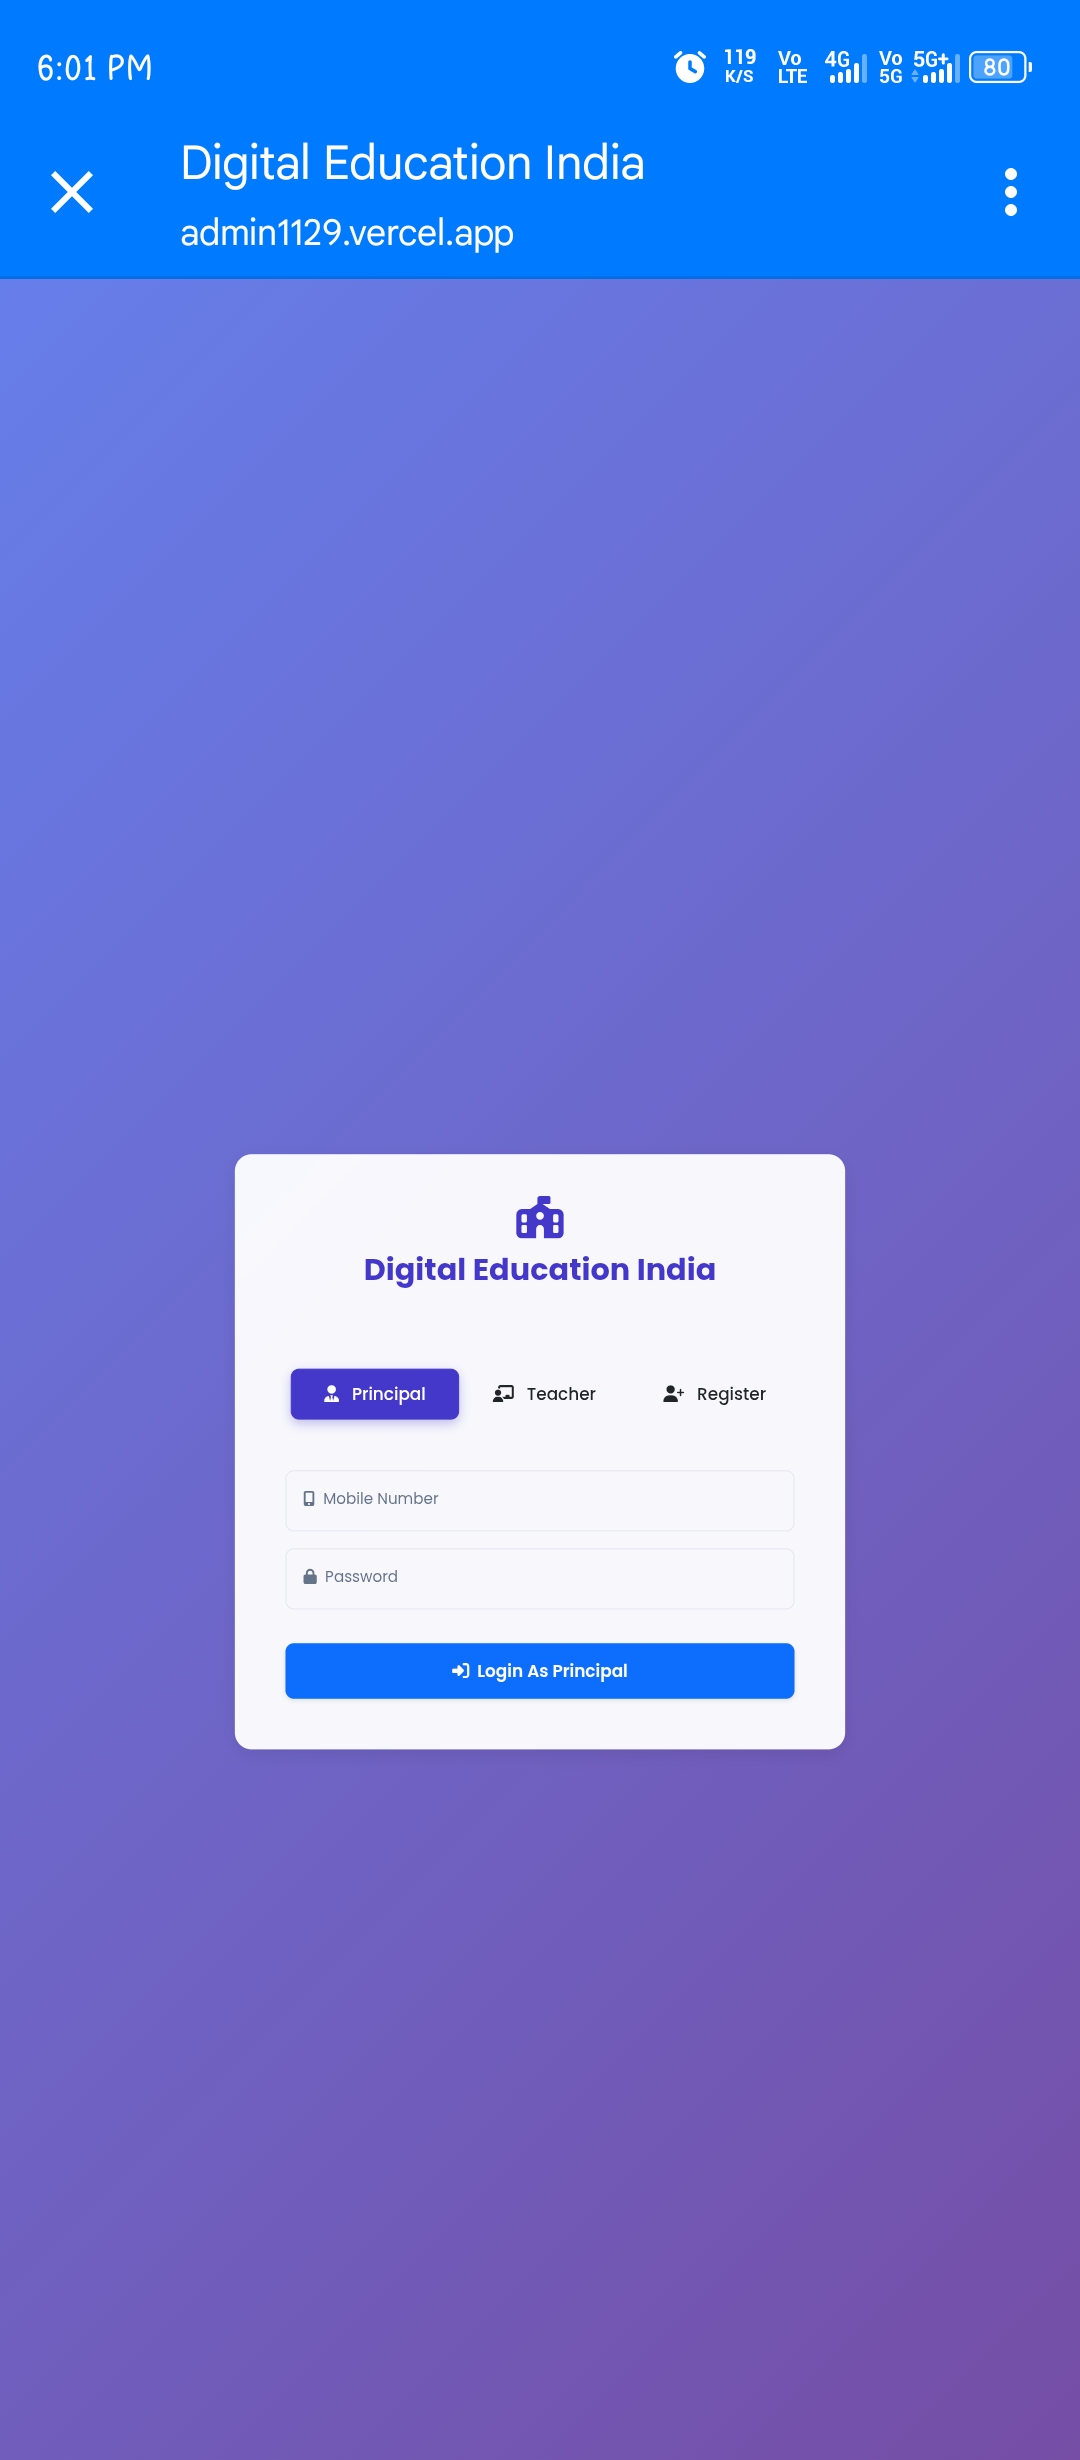 6:01 PM
119 K/S Vo LTE 4G Vo 5G 5G+ 80
Digital Education India
admin1129.vercel.app
Digital Education India
Principal Teacher Register
Mobile Number
Password
Login As Principal